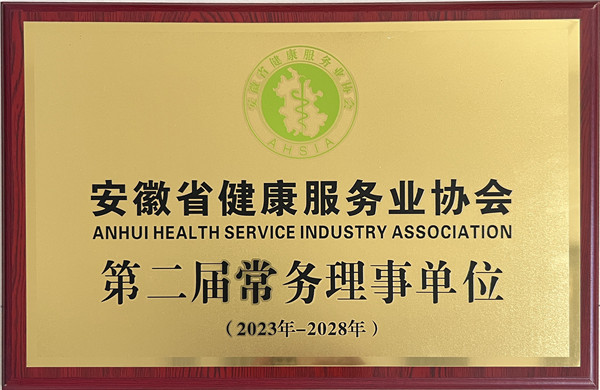 安徽省健康服务业协会
AHSIA
安徽省健康服务业协会
ANHUI HEALTH SERVICE INDUSTRY ASSOCIATION
第二届常务理事单位
（2023年-2028年）